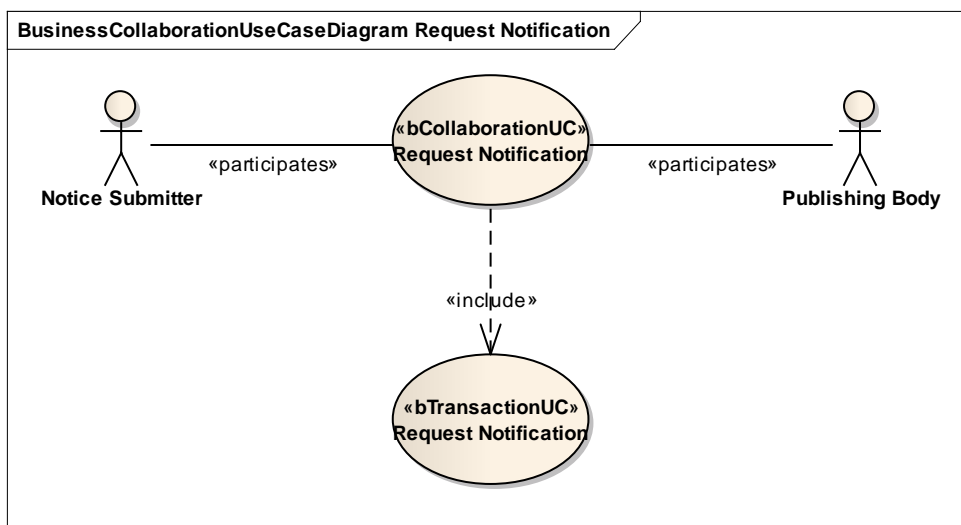 BusinessCollaborationUseCaseDiagram Request Notification
«bCollaborationUC»
Request Notification
«participates»
«participates»
Notice Submitter
Publishing Body
«include»
«bTransactionUC»
Request Notification